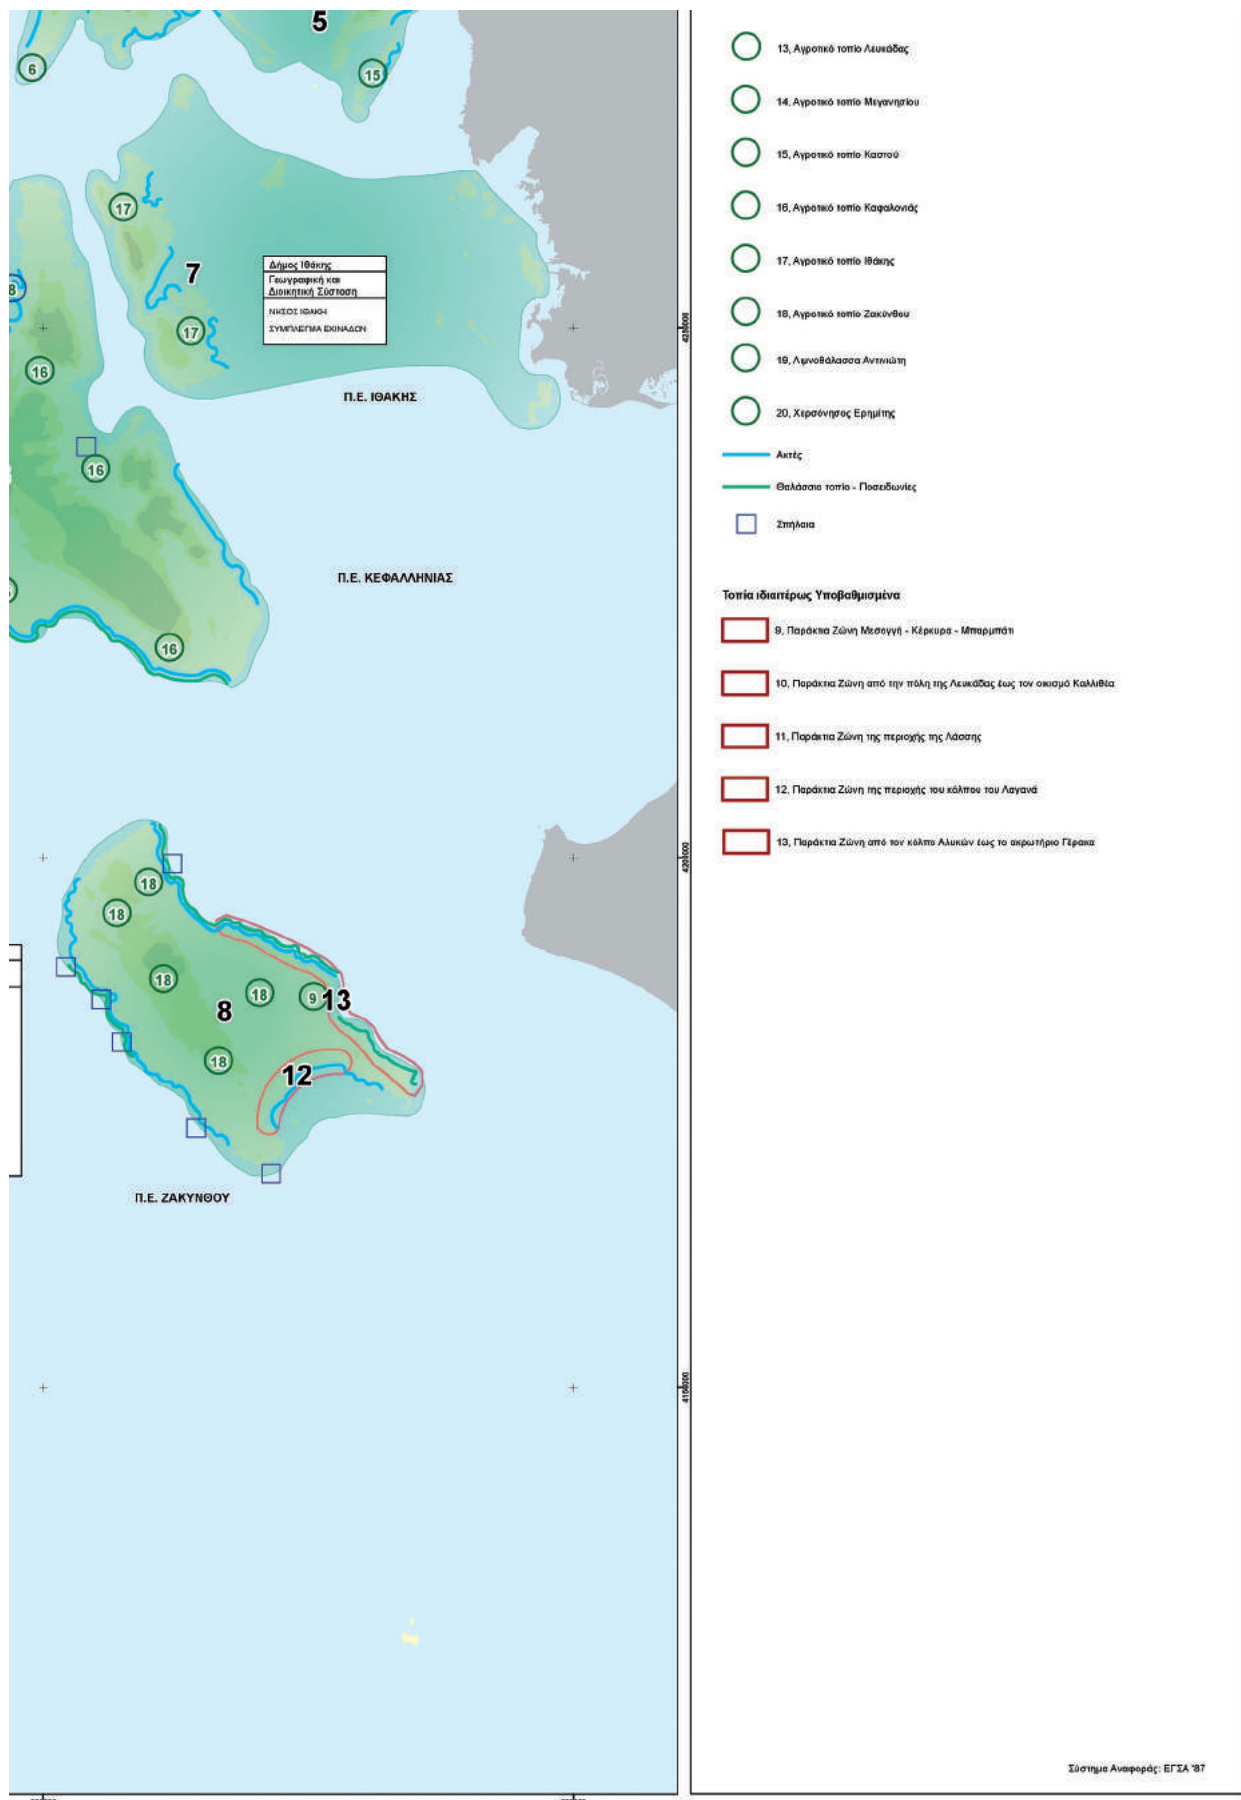 5
6
15
17
7
Δήμος Ιθάκης
Γεωγραφική και
Διοικητική Σύσταση
ΝΗΣΟΣ ΙΘΑΚΗ
ΣΥΜΠΛΕΓΜΑ ΕΧΙΝΑΔΩΝ
8
17
16
Π.Ε. ΙΘΑΚΗΣ
16
Π.Ε. ΚΕΦΑΛΛΗΝΙΑΣ
16
18
18
18
18
9
13
8
18
12
Π.Ε. ΖΑΚΥΝΘΟΥ
4250000
4200000
4150000
13, Αγροτικό τοπίο Λευκάδας
14, Αγροτικό τοπίο Μεγανησίου
15, Αγροτικό τοπίο Καστού
16, Αγροτικό τοπίο Καφαλονιάς
17, Αγροτικό τοπίο Ιθάκης
18, Αγροτικό τοπίο Ζακύνθου
19, Λιμνοθάλασσα Αντινιώτη
20, Χερσόνησος Ερημίτης
Ακτές
Θαλάσσιο τοπίο - Ποσειδωνίες
Σπήλαια
Τοπία ιδιαιτέρως Υποβαθμισμένα
9, Παράκτια Ζώνη Μεσογγή - Κέρκυρα - Μπαρμπάτι
10, Παράκτια Ζώνη από την πόλη της Λευκάδας έως τον οικισμό Καλλιθέα
11, Παράκτια Ζώνη της περιοχής της Λάσσης
12, Παράκτια Ζώνη της περιοχής του κόλπου του Λαγανά
13, Παράκτια Ζώνη από τον κόλπο Αλυκών έως το ακρωτήριο Γέρακα
Σύστημα Αναφοράς: ΕΓΣΑ '87